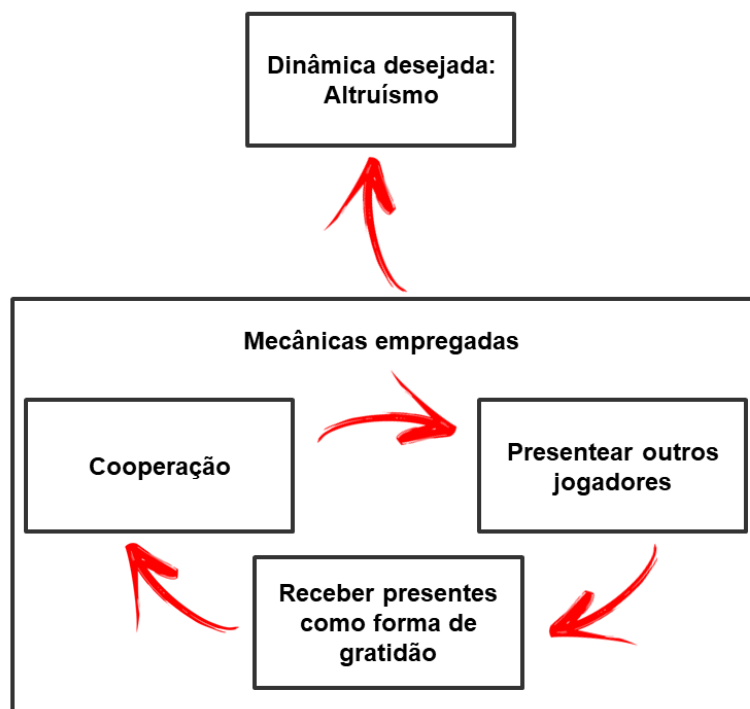 Dinâmica desejada:
Altruísmo
Mecânicas empregadas
Cooperação
Presentear outros
jogadores
Receber presentes
como forma de
gratidão